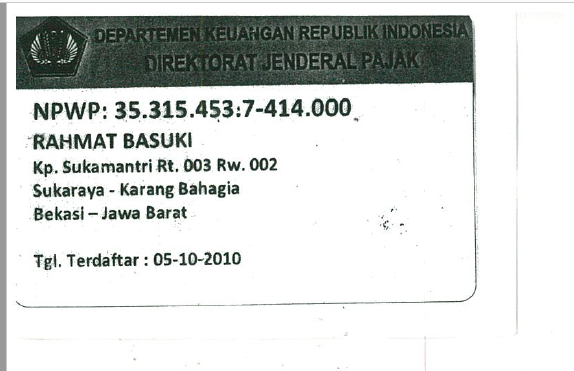 DEPARTEMEN KEUANGAN REPUBLIK INDONESIA
DIREKTORAT JENDERAL PAJAK
NPWP: 35.315.453:7-414.000
RAHMAT BASUKI
Kp. Sukamantri Rt. 003 Rw. 002
Sukaraya - Karang Bahagia
Bekasi – Jawa Barat
Tgl. Terdaftar : 05-10-2010